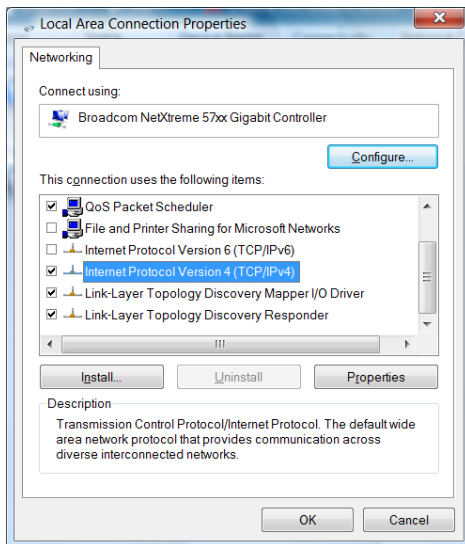 Local Area Connection Properties
Networking
Connect using:
Broadcom NetXtreme 57xx Gigabit Controller
Configure...
This connection uses the following items:
QoS Packet Scheduler
File and Printer Sharing for Microsoft Networks
Internet Protocol Version 6 (TCP/IPv6)
Internet Protocol Version 4 (TCP/IPv4)
Link-Layer Topology Discovery Mapper I/O Driver
Link-Layer Topology Discovery Responder
Install...
Uninstall
Properties
Description
Transmission Control Protocol/Internet Protocol. The default wide
area network protocol that provides communication across
diverse interconnected networks.
OK
Cancel